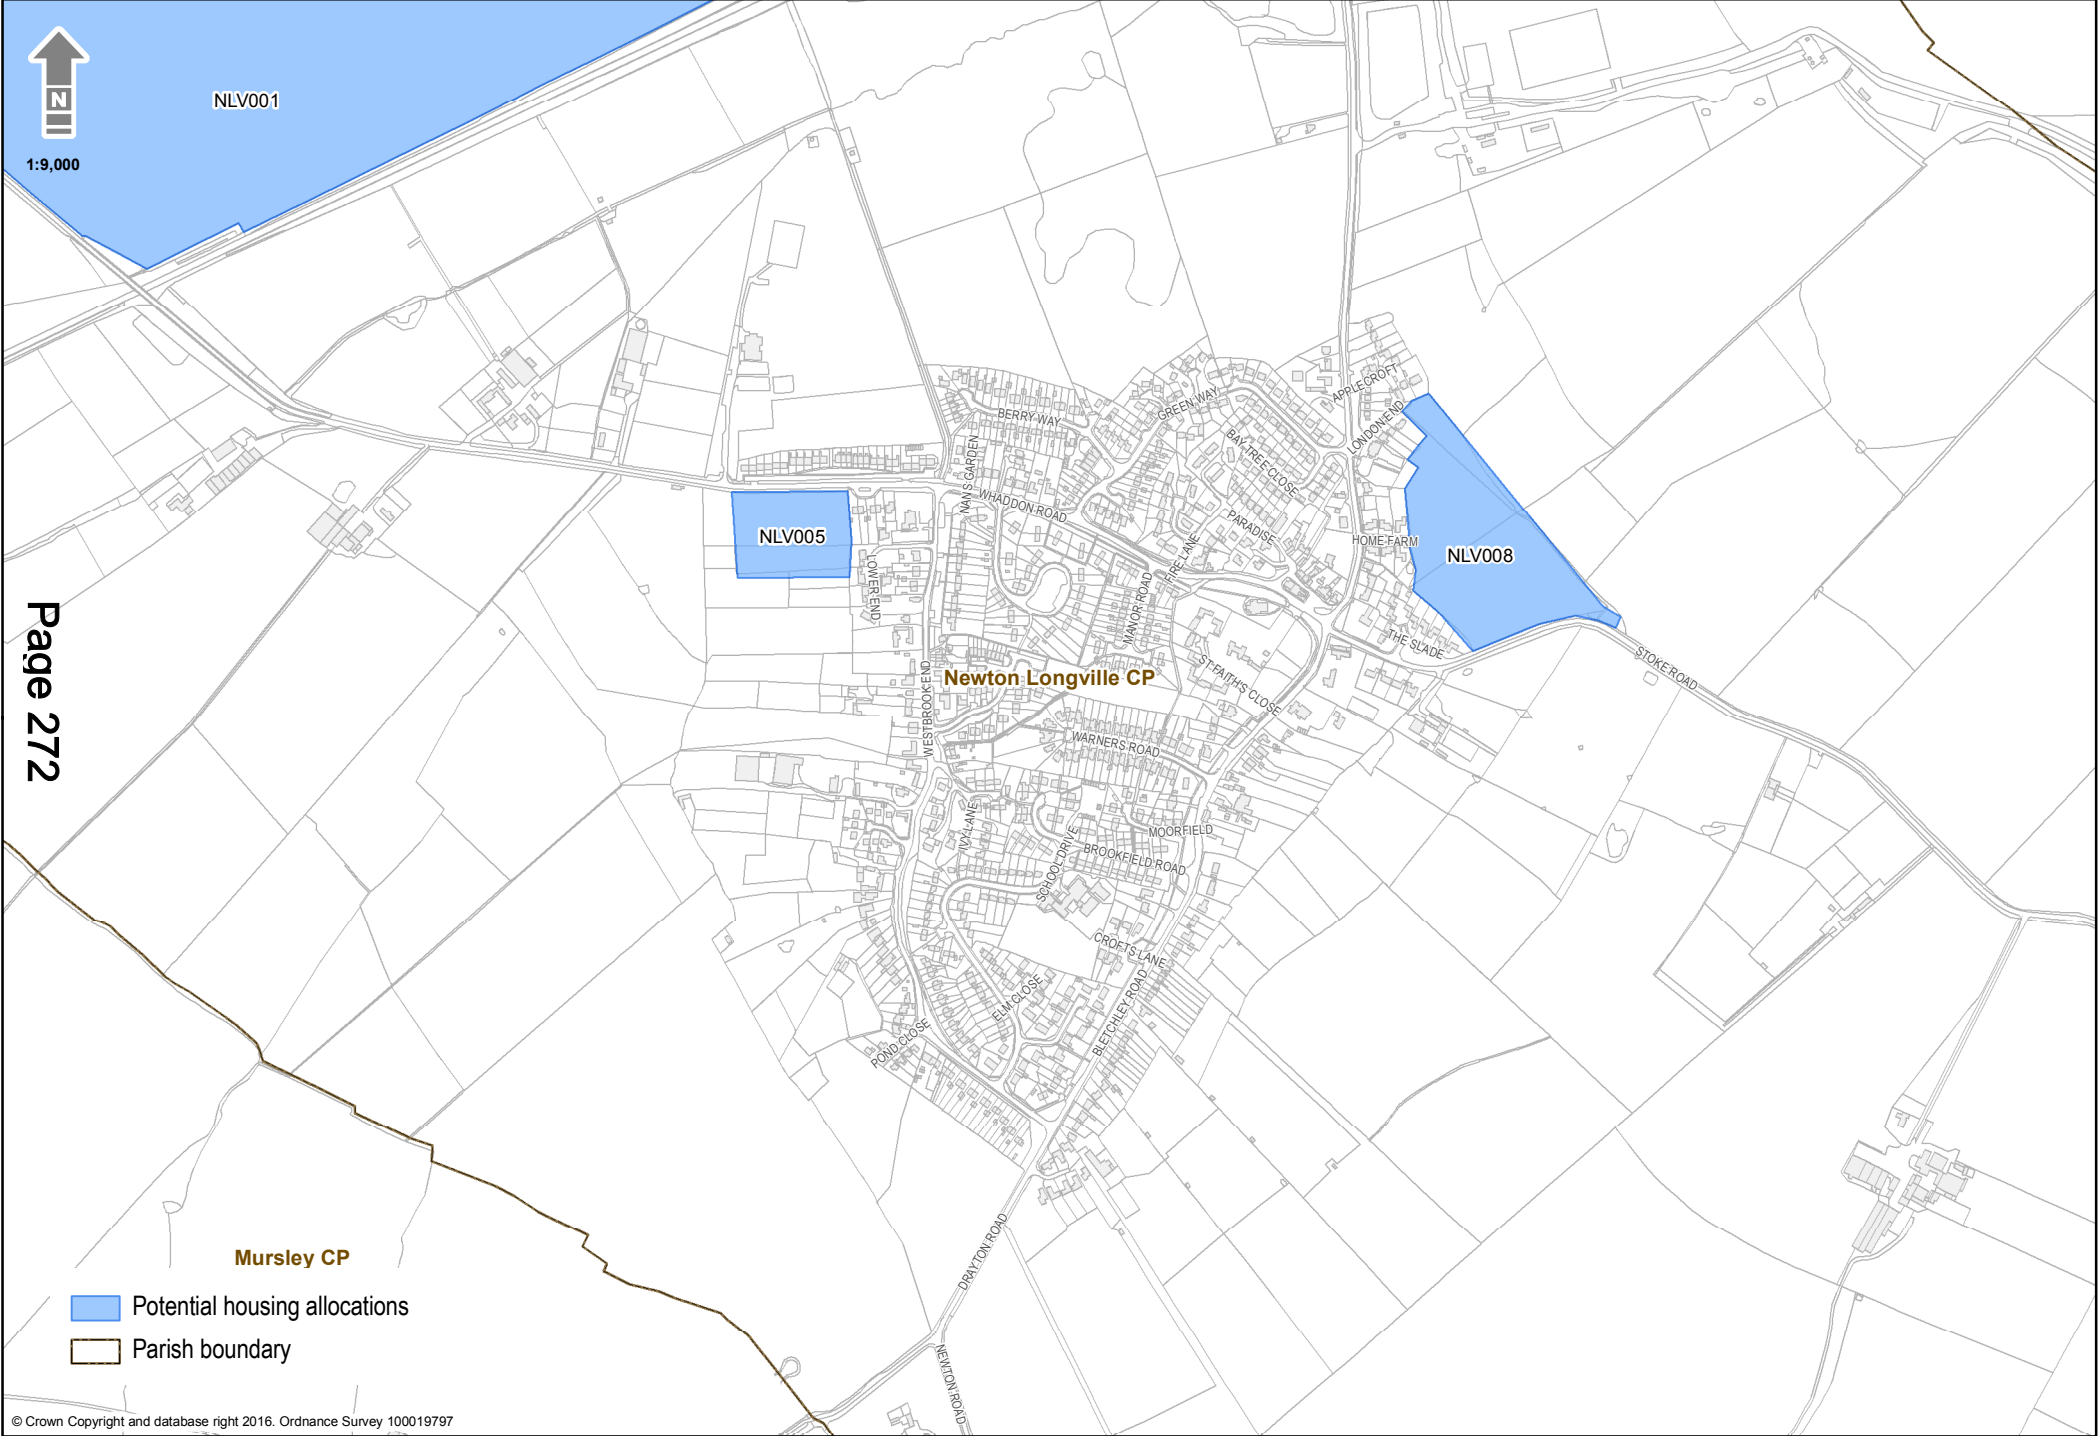 N
1:9,000
NLV001
APPLECROFT
GREEN WAY
BERRY WAY
LONDON END
BAY TREE CLOSE
NAN'S GARDEN
WHADDON ROAD
PARADISE
NLV005
HOME FARM
NLV008
FIRE LANE
LOWER END
MANOR ROAD
THE SLADE
STOKE ROAD
Newton Longville CP
ST FAITH'S CLOSE
WESTBROOK END
WARNERS ROAD
Page 272
IVY LANE
MOORFIELD
SCHOOL DRIVE
BROOKFIELD ROAD
CROFTS LANE
ELM CLOSE
BLETCHLEY ROAD
POND CLOSE
DRAYTON ROAD
NEWTON ROAD
Mursley CP
Potential housing allocations
Parish boundary
© Crown Copyright and database right 2016. Ordnance Survey 100019797